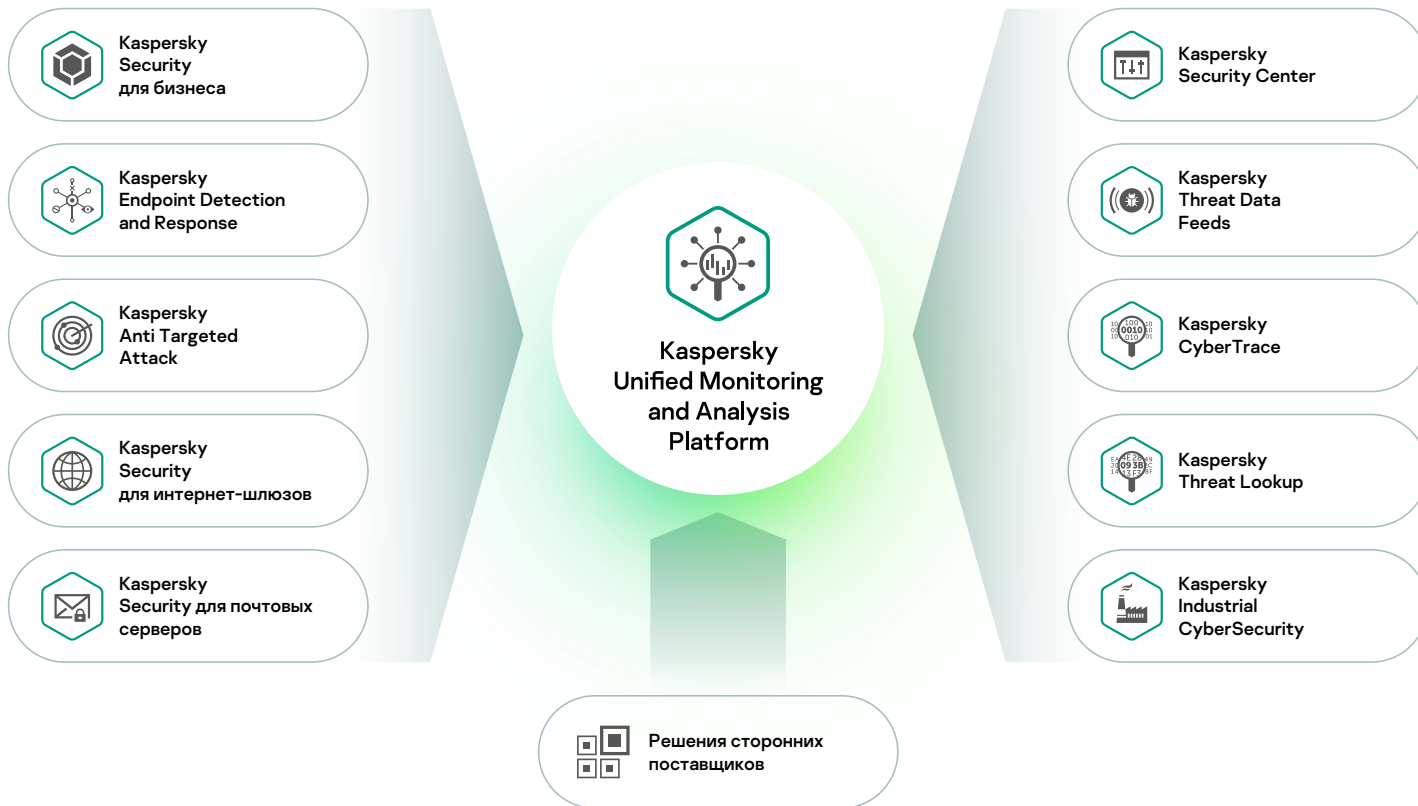 Kaspersky
Security
для бизнеса
Kaspersky
Endpoint Detection
and Response
Kaspersky
Anti Targeted
Attack
Kaspersky
Security
для интернет-шлюзов
Kaspersky
Security для почтовых
серверов
Kaspersky
Unified Monitoring
and Analysis
Platform
Решения сторонних
поставщиков
Kaspersky
Security Center
Kaspersky
Threat Data
Feeds
0010
Kaspersky
CyberTrace
093B
Kaspersky
Threat Lookup
Kaspersky
Industrial
CyberSecurity